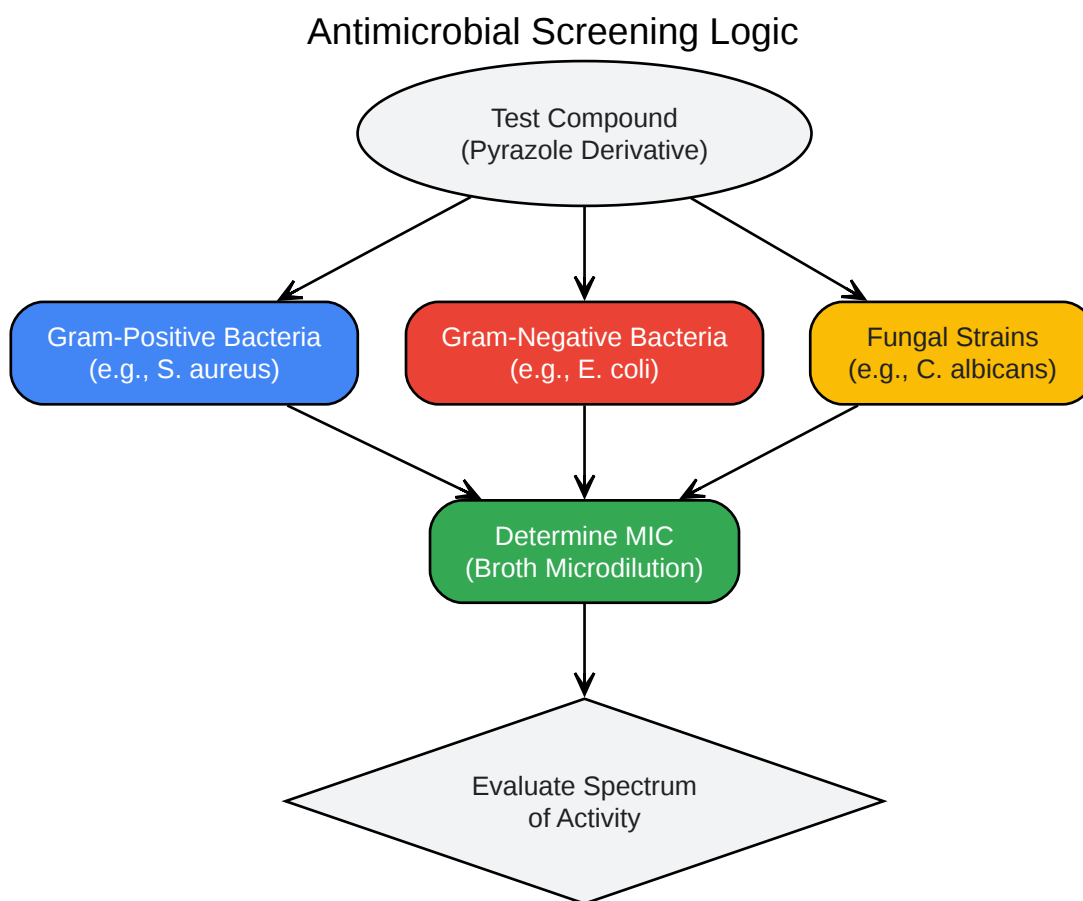 Antimicrobial Screening Logic
Test Compound
(Pyrazole Derivative)
Gram-Positive Bacteria
(e.g., S. aureus)
Gram-Negative Bacteria
(e.g., E. coli)
Fungal Strains
(e.g., C. albicans)
Determine MIC
(Broth Microdilution)
Evaluate Spectrum
of Activity